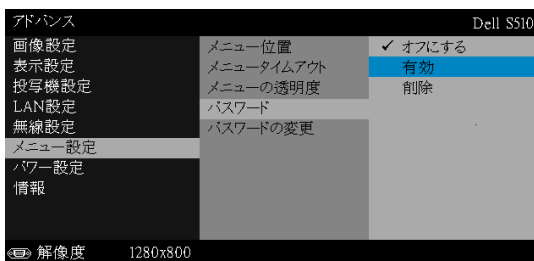 アドバンス
Dell S510
画像設定
表示設定
投写機設定
LAN設定
無線設定
メニュー設定
パワー設定
情報
メニュー位置
メニュータイムアウト
メニューの透明度
パスワード
パスワードの変更
✓ オフにする
有効
削除
解像度 1280x800